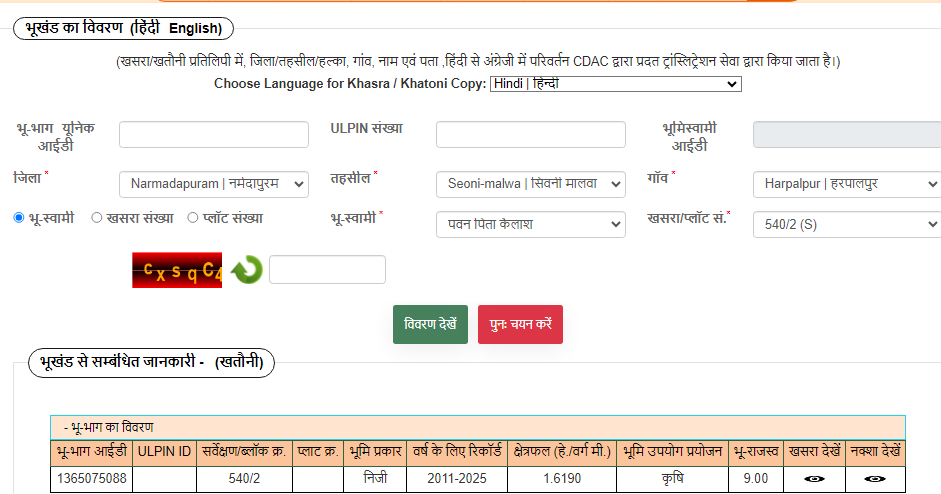 भूखंड का विवरण (हिंदी English)
(खसरा/खतौनी प्रतिलिपी में, जिला/तहसील/हल्का, गांव, नाम एवं पता ,हिंदी से अंग्रेजी में परिवर्तन CDAC द्वारा प्रदत ट्रांस्लिट्रेशन सेवा द्वारा किया जाता है।)
Choose Language for Khasra / Khatoni Copy: Hindi | हिन्दी
भू-भाग यूनिक आईडी ULPIN संख्या भूमिस्वामी आईडी
जिला * Narmadapuram | नर्मदापुरम तहसील * Seoni-malwa | सिवनी मालवा गाँव * Harpalpur | हरपालपुर
भू-स्वामी खसरा संख्या प्लॉट संख्या भू-स्वामी * पवन पिता कैलाश खसरा/प्लॉट सं.* 540/2 (S)
c x s q C 4
विवरण देखें पुनः चयन करें
भूखंड से सम्बंधित जानकारी - (खतौनी)
- भू-भाग का विवरण
भू-भाग आईडी ULPIN ID सर्वेक्षण/ब्लॉक क्र. प्लाट क्र. भूमि प्रकार वर्ष के लिए रिकॉर्ड क्षेत्रफल (हे./वर्ग मी.) भूमि उपयोग प्रयोजन भू-राजस्व खसरा देखें नक्शा देखें
1365075088 540/2 निजी 2011-2025 1.6190 कृषि 9.00